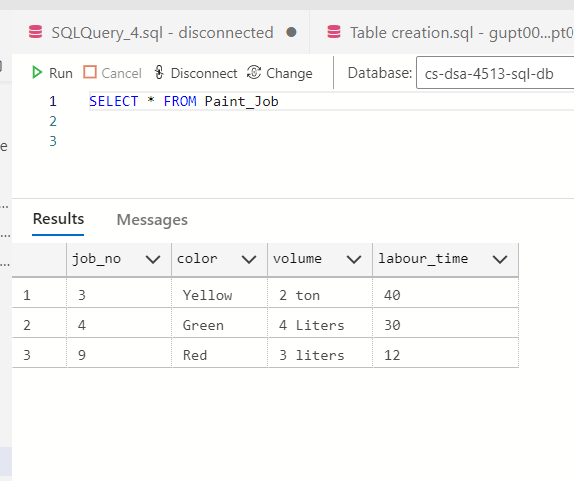 SQLQuery_4.sql - disconnected Table creation.sql - gupt00...pt0
Run Cancel Disconnect Change Database: cs-dsa-4513-sql-db
1 SELECT * FROM Paint_Job
2
3
e
...
...
...
Results Messages
job_no color volume labour_time
1 3 Yellow 2 ton 40
2 4 Green 4 Liters 30
3 9 Red 3 liters 12